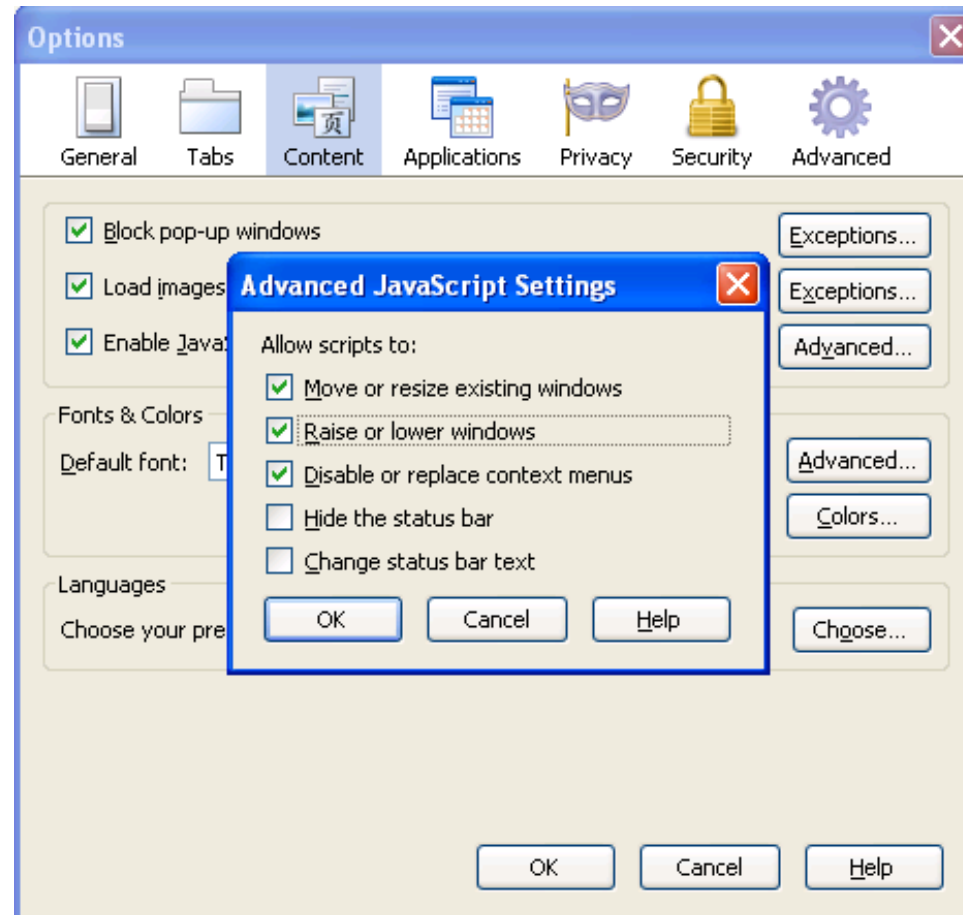 Options
General Tabs Content Applications Privacy Security Advanced
页
Block pop-up windows Exceptions...
Load images Exceptions...
Enable Advanced...
Advanced JavaScript Settings
Allow scripts to:
Move or resize existing windows
Raise or lower windows
Disable or replace context menus
Hide the status bar
Change status bar text
OK Cancel Help
Fonts & Colors
Default font: T Advanced...
Colors...
Languages
Choose your pre Choose...
OK Cancel Help